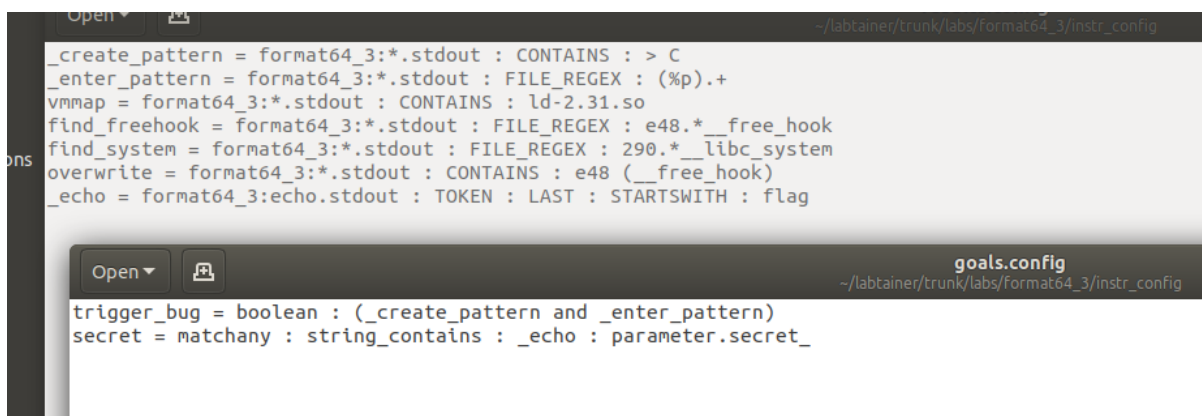 Open
~/labtainer/trunk/labs/format64_3/instr_config
_create_pattern = format64_3:*.stdout : CONTAINS : > C
_enter_pattern = format64_3:*.stdout : FILE_REGEX : (%p).+
vmmap = format64_3:*.stdout : CONTAINS : ld-2.31.so
find_freehook = format64_3:*.stdout : FILE_REGEX : e48.*__free_hook
find_system = format64_3:*.stdout : FILE_REGEX : 290.*__libc_system
overwrite = format64_3:*.stdout : CONTAINS : e48 (__free_hook)
_echo = format64_3:echo.stdout : TOKEN : LAST : STARTSWITH : flag
ons
Open
goals.config
~/labtainer/trunk/labs/format64_3/instr_config
trigger_bug = boolean : (_create_pattern and _enter_pattern)
secret = matchany : string_contains : _echo : parameter.secret_